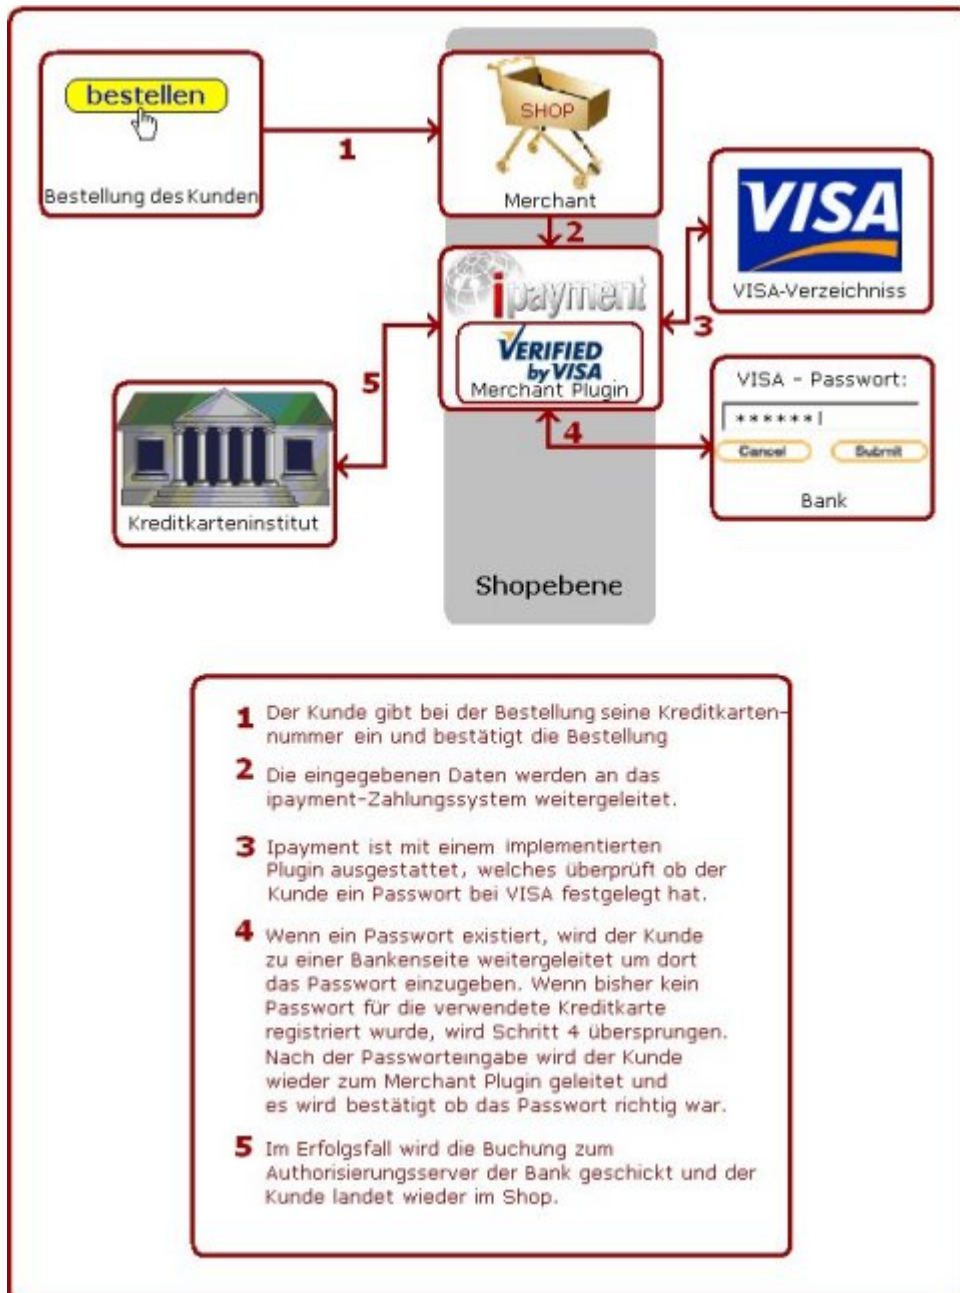 bestellen
Bestellung des Kunden
1
SHOP
Merchant
2
VISA
VISA-Verzeichniss
3
ipayment
VERIFIED
by VISA
Merchant Plugin
4
5
VISA - Passwort:
******|
Cancel Submit
Bank
Kreditkarteninstitut
Shopebene
1 Der Kunde gibt bei der Bestellung seine Kreditkarten-
nummer ein und bestätigt die Bestellung
2 Die eingegebenen Daten werden an das
ipayment-Zahlungssystem weitergeleitet.
3 Ipayment ist mit einem implementierten
Plugin ausgestattet, welches überprüft ob der
Kunde ein Passwort bei VISA festgelegt hat.
4 Wenn ein Passwort existiert, wird der Kunde
zu einer Bankenseite weitergeleitet um dort
das Passwort einzugeben. Wenn bisher kein
Passwort für die verwendete Kreditkarte
registriert wurde, wird Schritt 4 übersprungen.
Nach der Passworteingabe wird der Kunde
wieder zum Merchant Plugin geleitet und
es wird bestätigt ob das Passwort richtig war.
5 Im Erfolgsfall wird die Buchung zum
Authorisierungsserver der Bank geschickt und der
Kunde landet wieder im Shop.